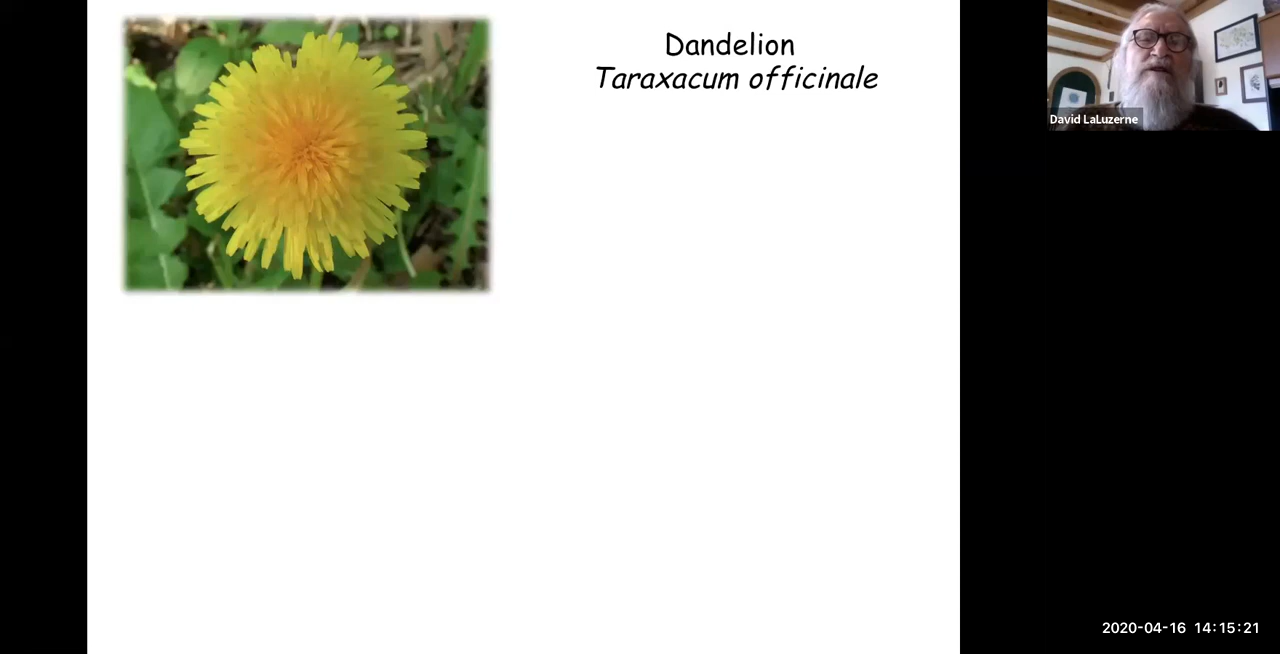 Dandelion
Taraxacum officinale
David LaLuzerne
2020-04-16 14:15:21